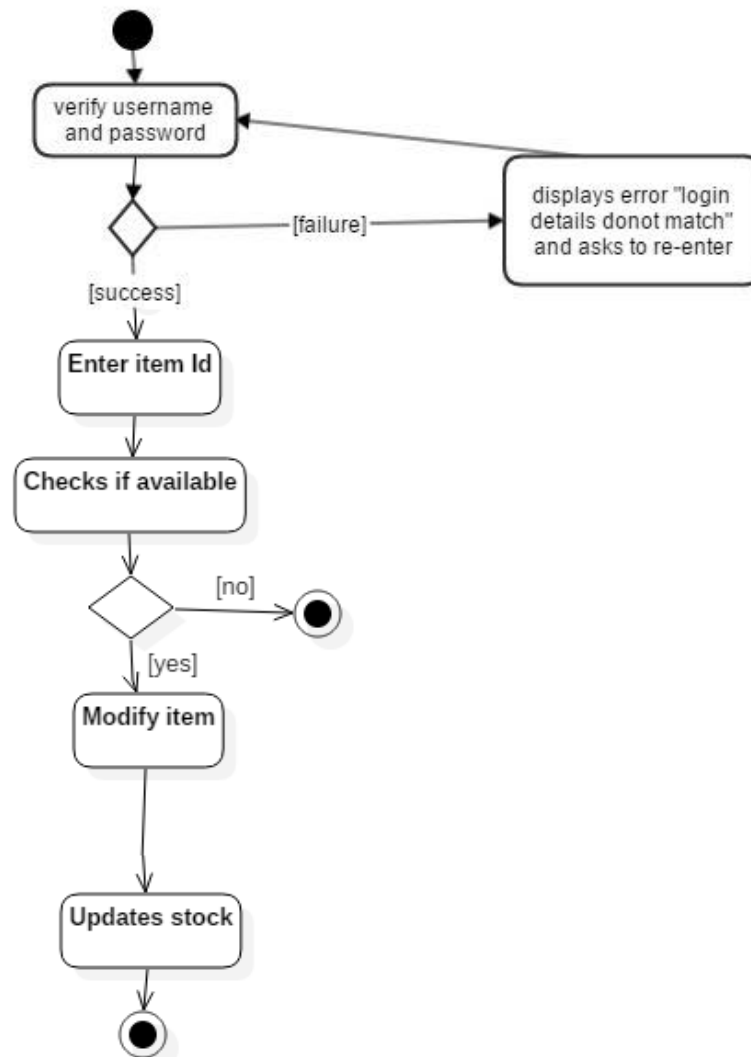 verify username
and password
[failure]
displays error "login
details donot match"
and asks to re-enter
[success]
Enter item Id
Checks if available
[no]
[yes]
Modify item
Updates stock